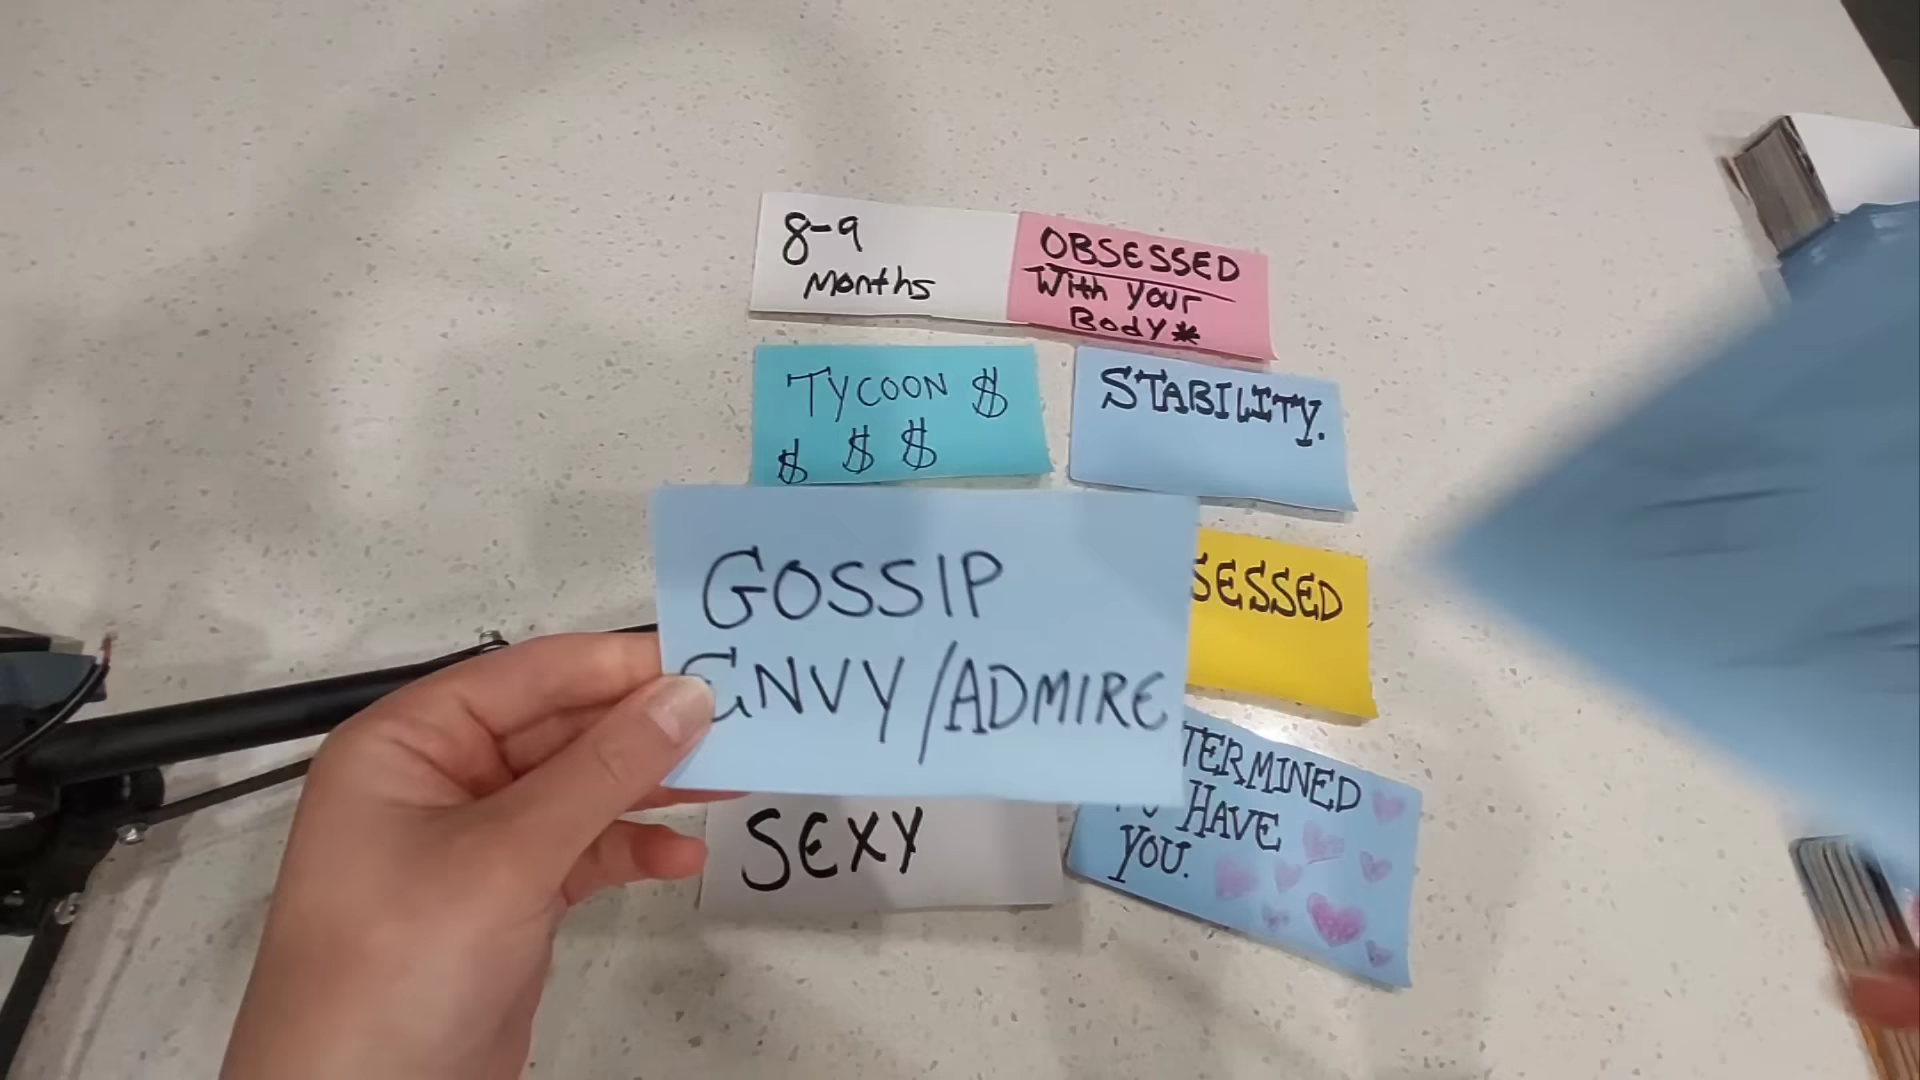 8-9
Months
OBSESSED
With Your
Body*
TYCOON $
$ $ $
STABILITY.
GOSSIP
ENVY/ADMIRE
SESSED
TERMINED
HAVE
YOU.
SEXY